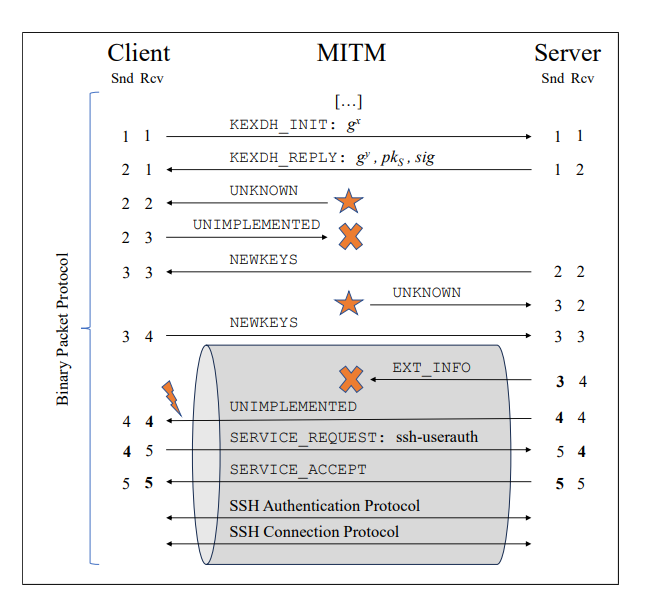 Client MITM Server
Snd Rcv Snd Rcv
[…]
KEXDH_INIT: gˣ
1 1 1 1
KEXDH_REPLY: gʸ, pkₛ, sig
2 1 1 2
UNKNOWN
2 2
UNIMPLEMENTED
2 3
NEWKEYS
3 3 2 2
UNKNOWN
3 2
NEWKEYS
3 4 3 3
EXT_INFO
3 4
UNIMPLEMENTED
4 4 4 4
SERVICE_REQUEST: ssh-userauth
4 5 5 4
SERVICE_ACCEPT
5 5 5 5
SSH Authentication Protocol
SSH Connection Protocol
Binary Packet Protocol